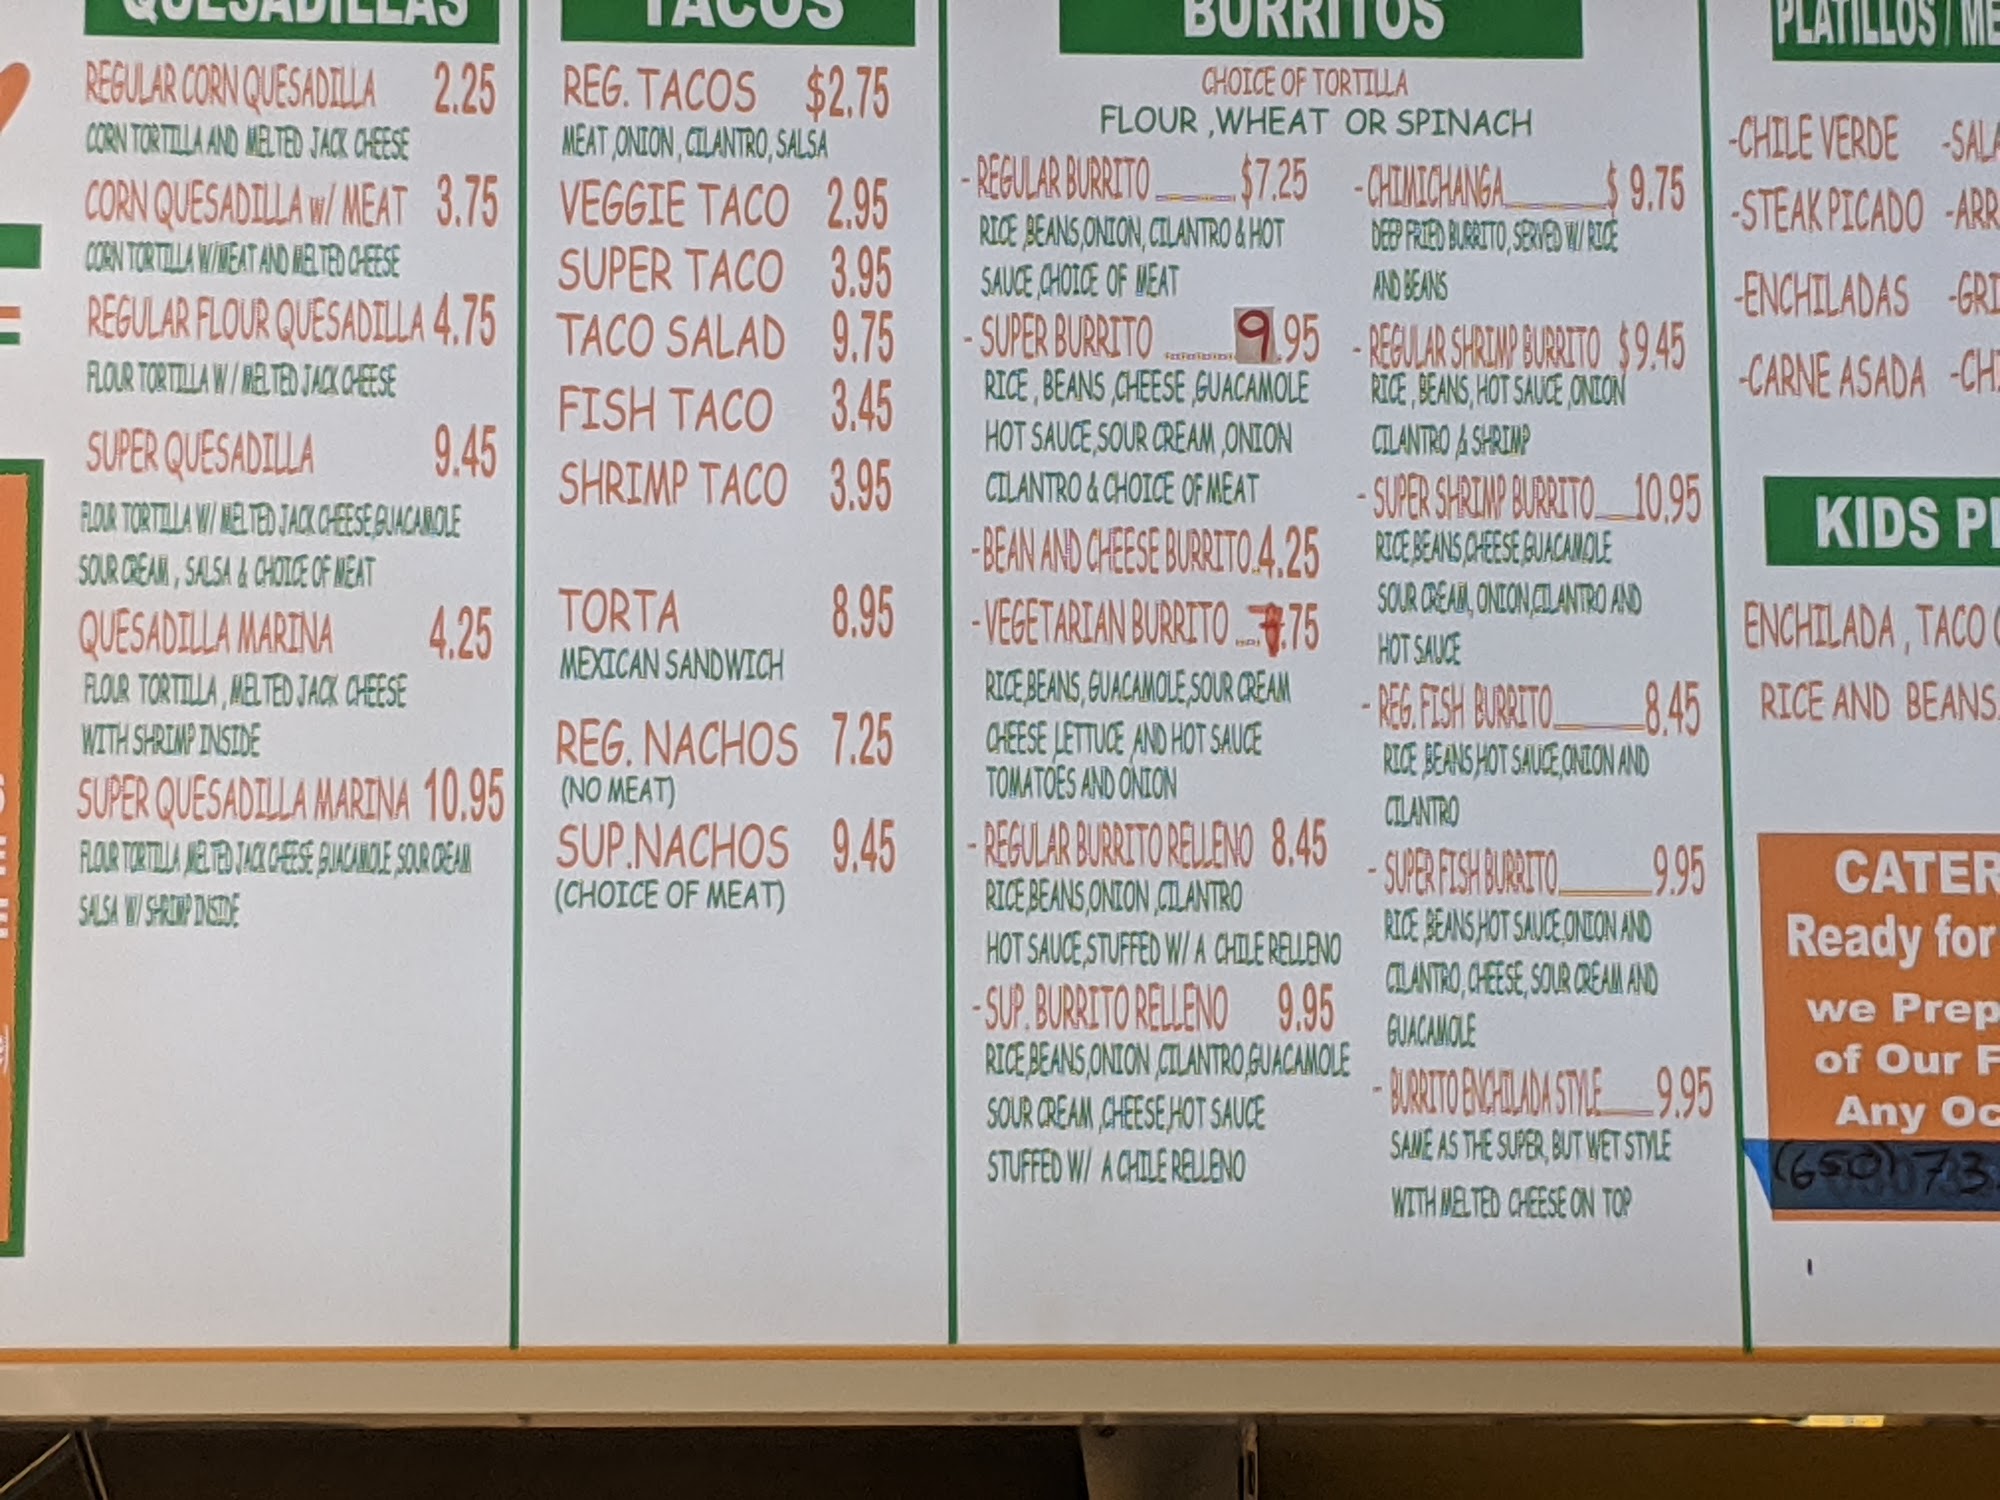 QUESADILLAS
REGULAR CORN QUESADILLA 2.25
CORN TORTILLA AND MELTED JACK CHEESE
CORN QUESADILLA w/ MEAT 3.75
CORN TORTILLA W/MEAT AND MELTED CHEESE
REGULAR FLOUR QUESADILLA 4.75
FLOUR TORTILLA W/ MELTED JACK CHEESE
SUPER QUESADILLA 9.45
FLOUR TORTILLA W/ MELTED JACK CHEESE,GUACAMOLE
SOUR CREAM, SALSA & CHOICE OF MEAT
QUESADILLA MARINA 4.25
FLOUR TORTILLA, MELTED JACK CHEESE
WITH SHRIMP INSIDE
SUPER QUESADILLA MARINA 10.95
FLOUR TORTILLA ,MELTED JACK CHEESE ,GUACAMOLE ,SOUR CREAM
SALSA W/ SHRIMP INSIDE
TACOS
REG. TACOS $2.75
MEAT ,ONION, CILANTRO, SALSA
VEGGIE TACO 2.95
SUPER TACO 3.95
TACO SALAD 9.75
FISH TACO 3.45
SHRIMP TACO 3.95
TORTA 8.95
MEXICAN SANDWICH
REG. NACHOS 7.25
(NO MEAT)
SUP.NACHOS 9.45
(CHOICE OF MEAT)
BURRITOS
CHOICE OF TORTILLA
FLOUR ,WHEAT OR SPINACH
- REGULAR BURRITO $7.25
RICE ,BEANS,ONION, CILANTRO & HOT
SAUCE ,CHOICE OF MEAT
- SUPER BURRITO 9.95
RICE , BEANS ,CHEESE ,GUACAMOLE
HOT SAUCE,SOUR CREAM ,ONION
CILANTRO & CHOICE OF MEAT
-BEAN AND CHEESE BURRITO 4.25
-VEGETARIAN BURRITO .75
RICE,BEANS, GUACAMOLE,SOUR CREAM
CHEESE ,LETTUCE AND HOT SAUCE
TOMATOES AND ONION
- REGULAR BURRITO RELLENO 8.45
RICE,BEANS,ONION ,CILANTRO
HOT SAUCE,STUFFED W/ A CHILE RELLENO
- SUP. BURRITO RELLENO 9.95
RICE,BEANS,ONION ,CILANTRO,GUACAMOLE
SOUR CREAM ,CHEESE,HOT SAUCE
STUFFED W/ A CHILE RELLENO
- CHIMICHANGA $ 9.75
DEEP FRIED BURRITO, SERVED W/ RICE
AND BEANS
- REGULAR SHRIMP BURRITO $9.45
RICE , BEANS, HOT SAUCE ,ONION
CILANTRO & SHRIMP
- SUPER SHRIMP BURRITO 10.95
RICE,BEANS,CHEESE,GUACAMOLE
SOUR CREAM, ONION,CILANTRO AND
HOT SAUCE
- REG. FISH BURRITO 8.45
RICE ,BEANS,HOT SAUCE,ONION AND
CILANTRO
- SUPER FISH BURRITO 9.95
RICE ,BEANS,HOT SAUCE,ONION AND
CILANTRO, CHEESE, SOUR CREAM AND
GUACAMOLE
- BURRITO ENCHILADA STYLE 9.95
SAME AS THE SUPER, BUT WET STYLE
WITH MELTED CHEESE ON TOP
PLATILLOS / ME
-CHILE VERDE -SALA
-STEAK PICADO -ARR
-ENCHILADAS -GRI
-CARNE ASADA -CHI
KIDS Pl
ENCHILADA , TACO
RICE AND BEANS.
CATER
Ready for
we Prep
of Our F
Any Oc
(650) 73